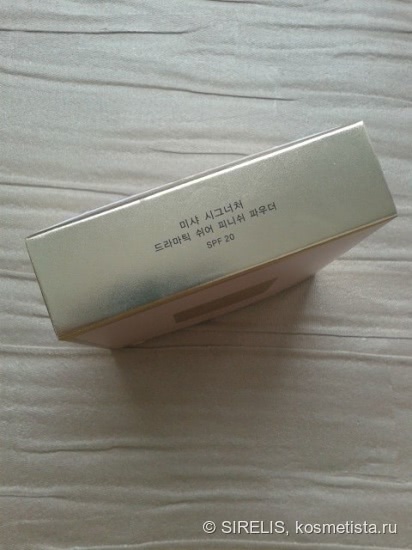 미샤 시그너처
드라마틱 쉬어 피니쉬 파우더
SPF 20
© SIRELIS, kosmetista.ru